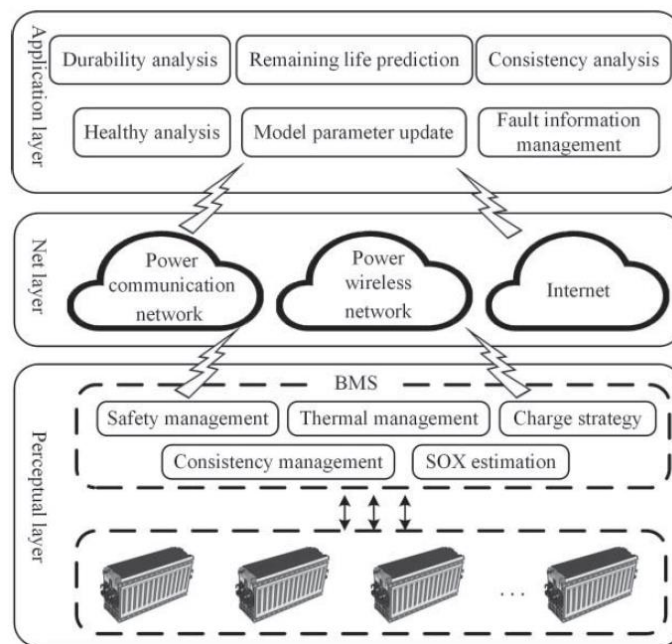 Application layer
Durability analysis
Remaining life prediction
Consistency analysis
Healthy analysis
Model parameter update
Fault information
management
Net layer
Power
communication
network
Power
wireless
network
Internet
Perceptual layer
BMS
Safety management
Thermal management
Charge strategy
Consistency management
SOX estimation
...